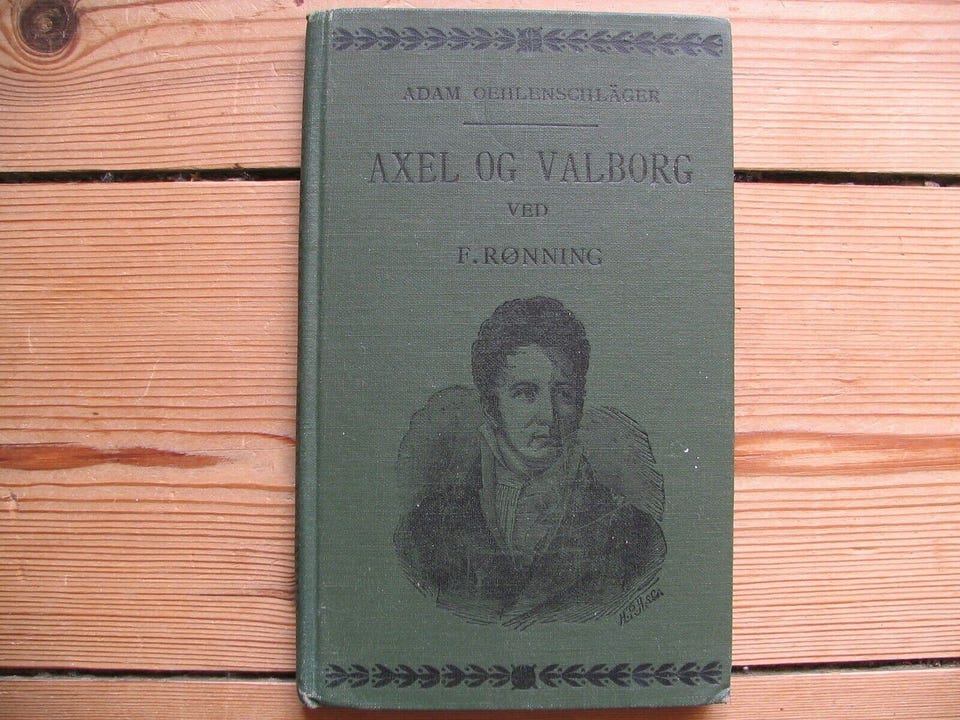 ADAM OEHLENSCHLÄGER
AXEL OG VALBORG
VED
F. RØNNING